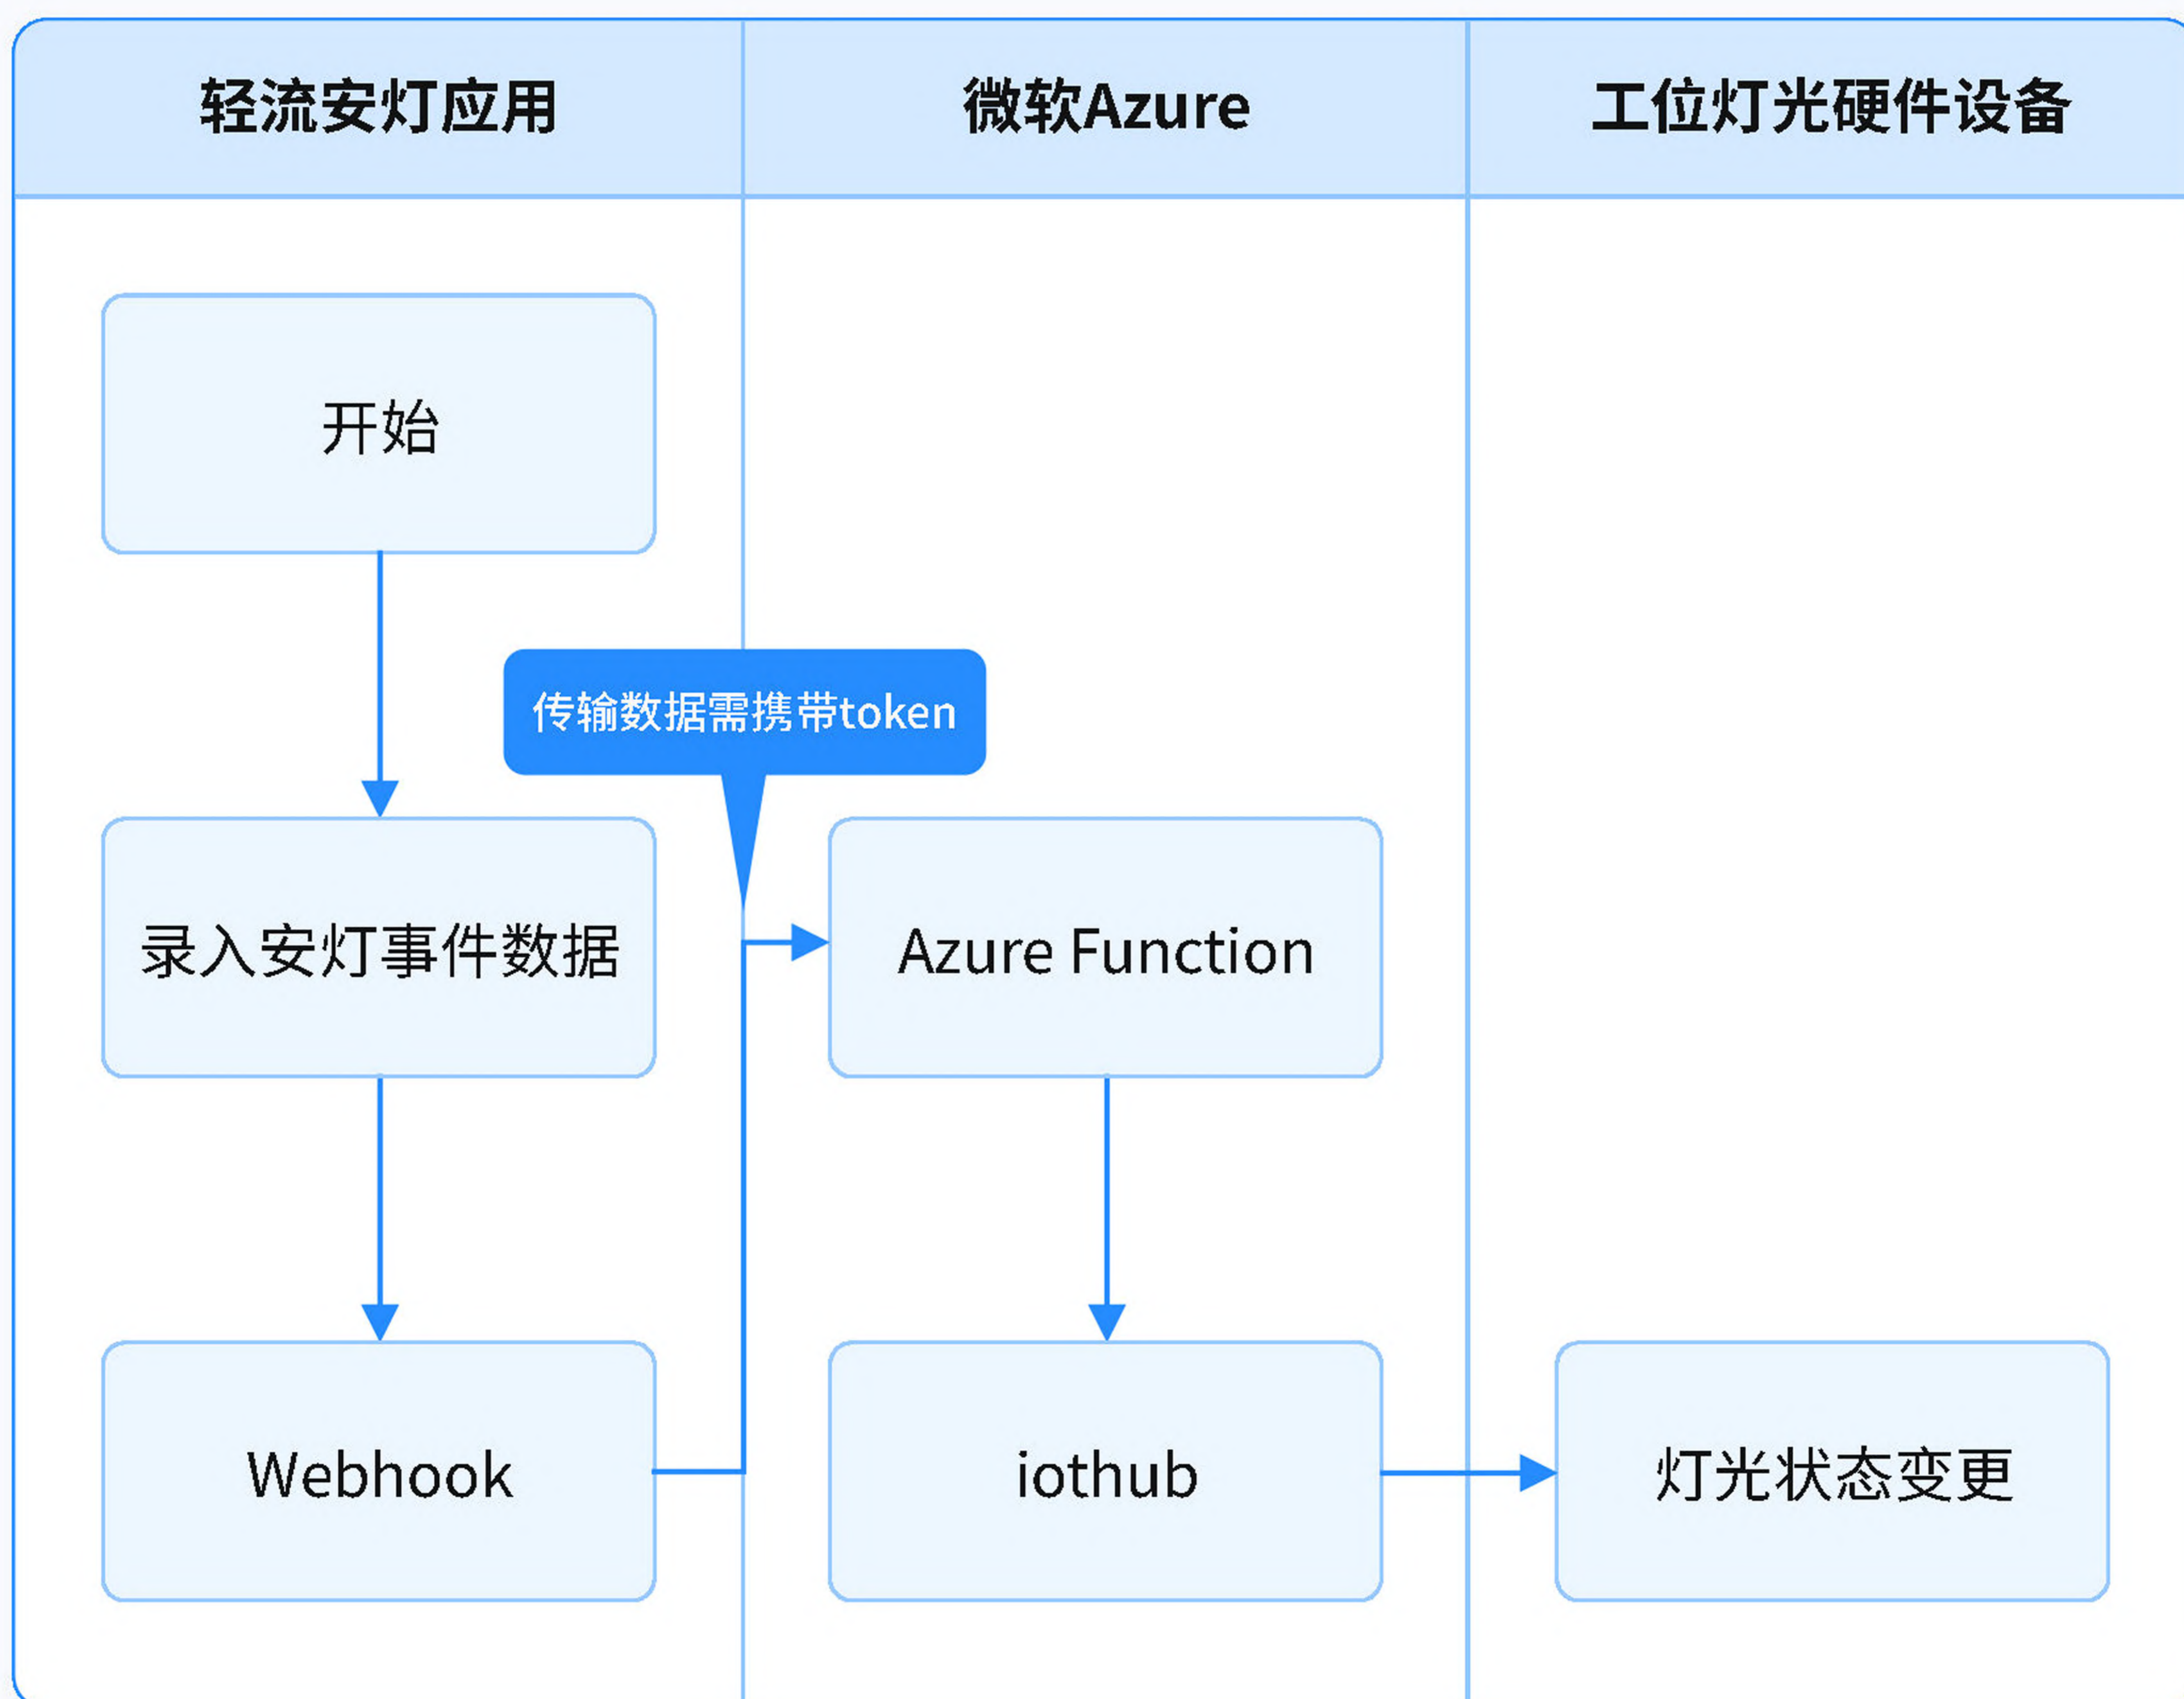 轻流安灯应用
微软Azure
工位灯光硬件设备
开始
传输数据需携带token
录入安灯事件数据
Azure Function
Webhook
iothub
灯光状态变更